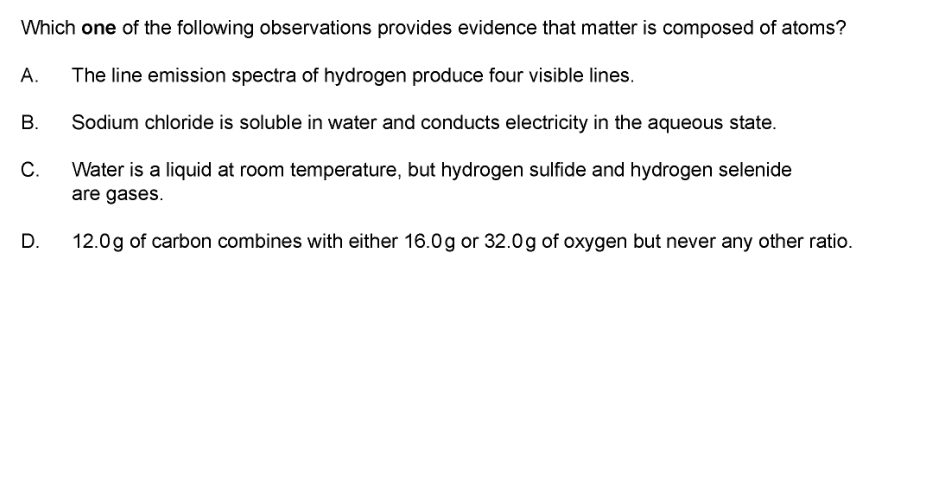 Which one of the following observations provides evidence that matter is composed of atoms?
A. The line emission spectra of hydrogen produce four visible lines.
B. Sodium chloride is soluble in water and conducts electricity in the aqueous state.
C. Water is a liquid at room temperature, but hydrogen sulfide and hydrogen selenide
are gases.
D. 12.0g of carbon combines with either 16.0g or 32.0g of oxygen but never any other ratio.